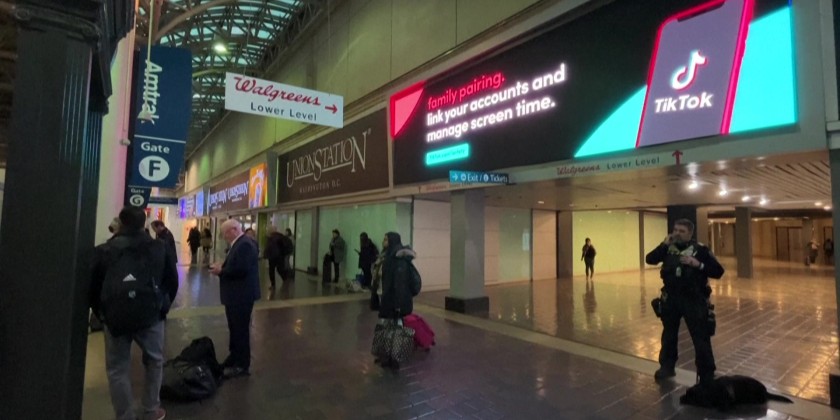 Amtrak
Gate
F
Gate
G
Walgreens →
Lower Level
UNION STATION
WASHINGTON D.C.
family pairing.
link your accounts and
manage screen time.
TikTok
Exit / Tickets
Walgreens Lower Level ↑